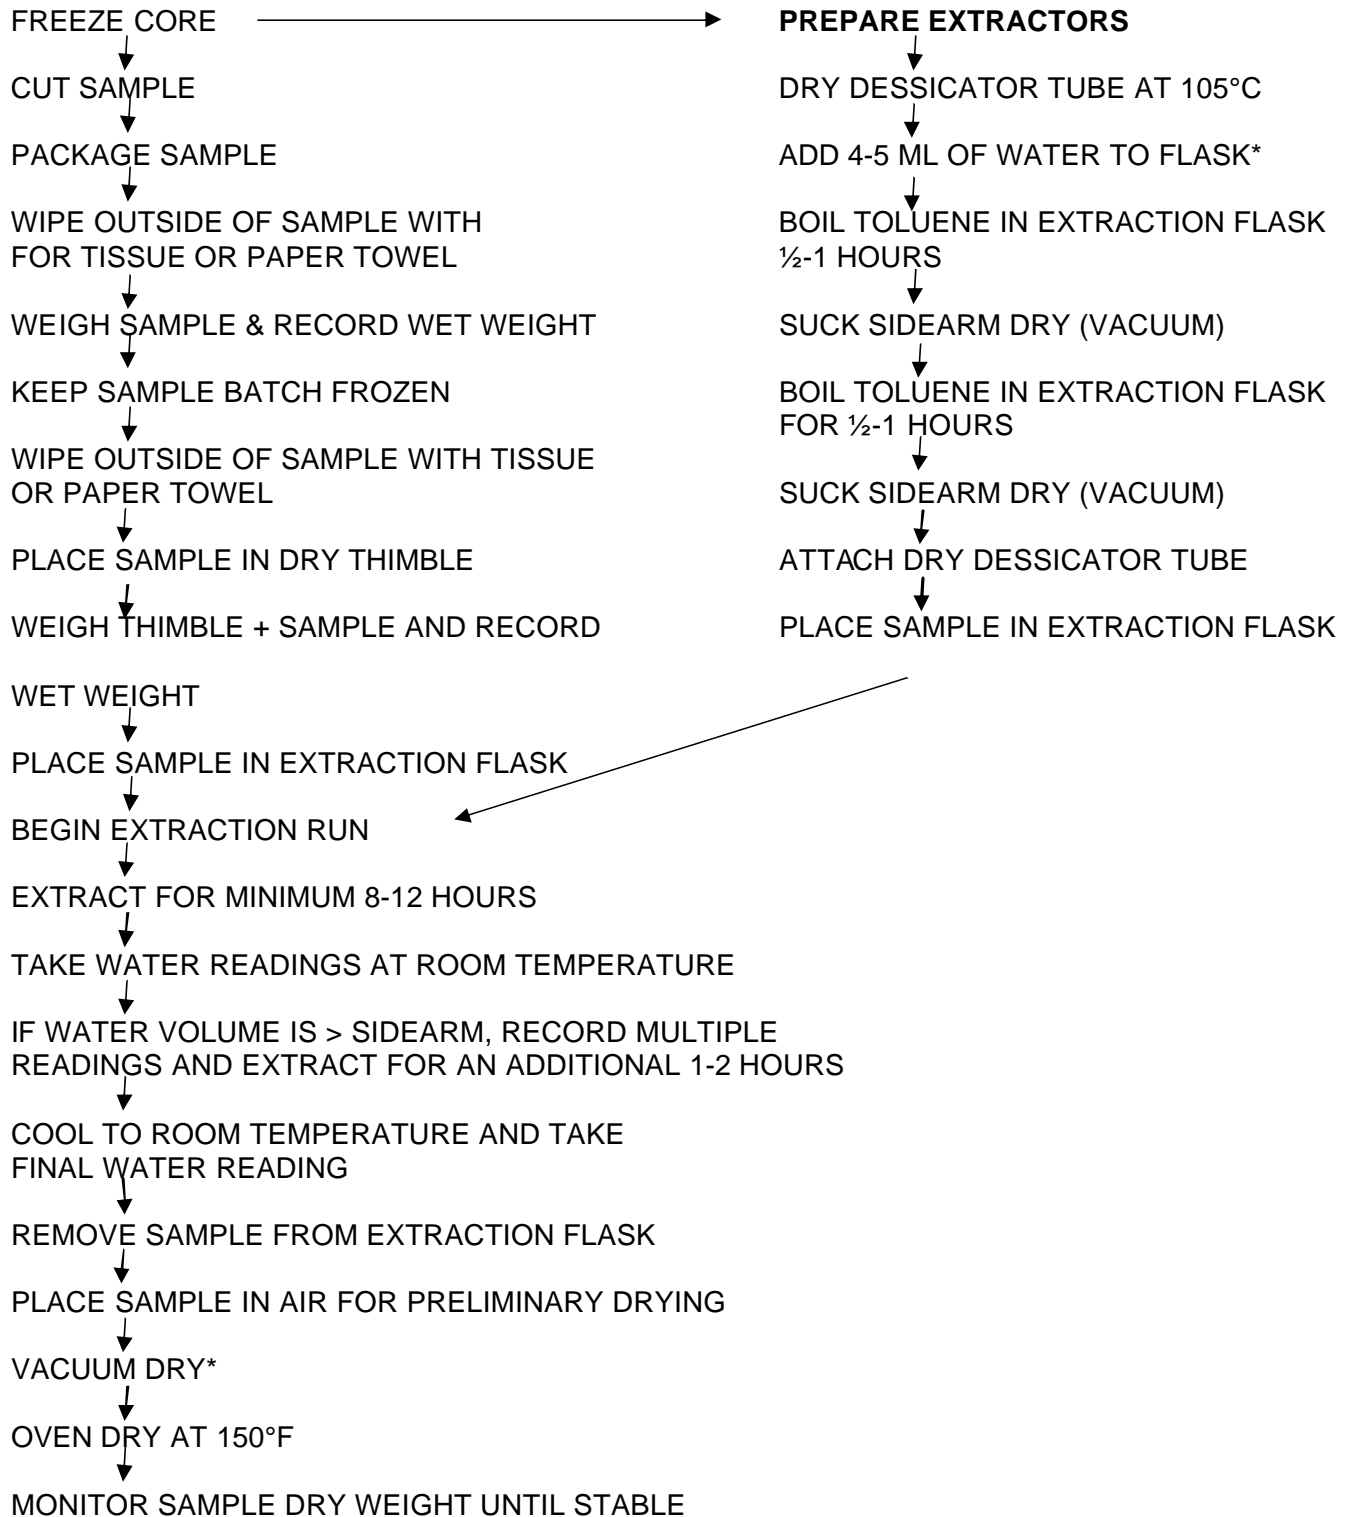 FREEZE CORE
CUT SAMPLE
PACKAGE SAMPLE
WIPE OUTSIDE OF SAMPLE WITH
FOR TISSUE OR PAPER TOWEL
WEIGH SAMPLE & RECORD WET WEIGHT
KEEP SAMPLE BATCH FROZEN
WIPE OUTSIDE OF SAMPLE WITH TISSUE
OR PAPER TOWEL
PLACE SAMPLE IN DRY THIMBLE
WEIGH THIMBLE + SAMPLE AND RECORD
WET WEIGHT
PLACE SAMPLE IN EXTRACTION FLASK
BEGIN EXTRACTION RUN
EXTRACT FOR MINIMUM 8-12 HOURS
TAKE WATER READINGS AT ROOM TEMPERATURE
IF WATER VOLUME IS > SIDEARM, RECORD MULTIPLE
READINGS AND EXTRACT FOR AN ADDITIONAL 1-2 HOURS
COOL TO ROOM TEMPERATURE AND TAKE
FINAL WATER READING
REMOVE SAMPLE FROM EXTRACTION FLASK
PLACE SAMPLE IN AIR FOR PRELIMINARY DRYING
VACUUM DRY*
OVEN DRY AT 150°F
MONITOR SAMPLE DRY WEIGHT UNTIL STABLE
PREPARE EXTRACTORS
DRY DESSICATOR TUBE AT 105°C
ADD 4-5 ML OF WATER TO FLASK*
BOIL TOLUENE IN EXTRACTION FLASK
½-1 HOURS
SUCK SIDEARM DRY (VACUUM)
BOIL TOLUENE IN EXTRACTION FLASK
FOR ½-1 HOURS
SUCK SIDEARM DRY (VACUUM)
ATTACH DRY DESSICATOR TUBE
PLACE SAMPLE IN EXTRACTION FLASK